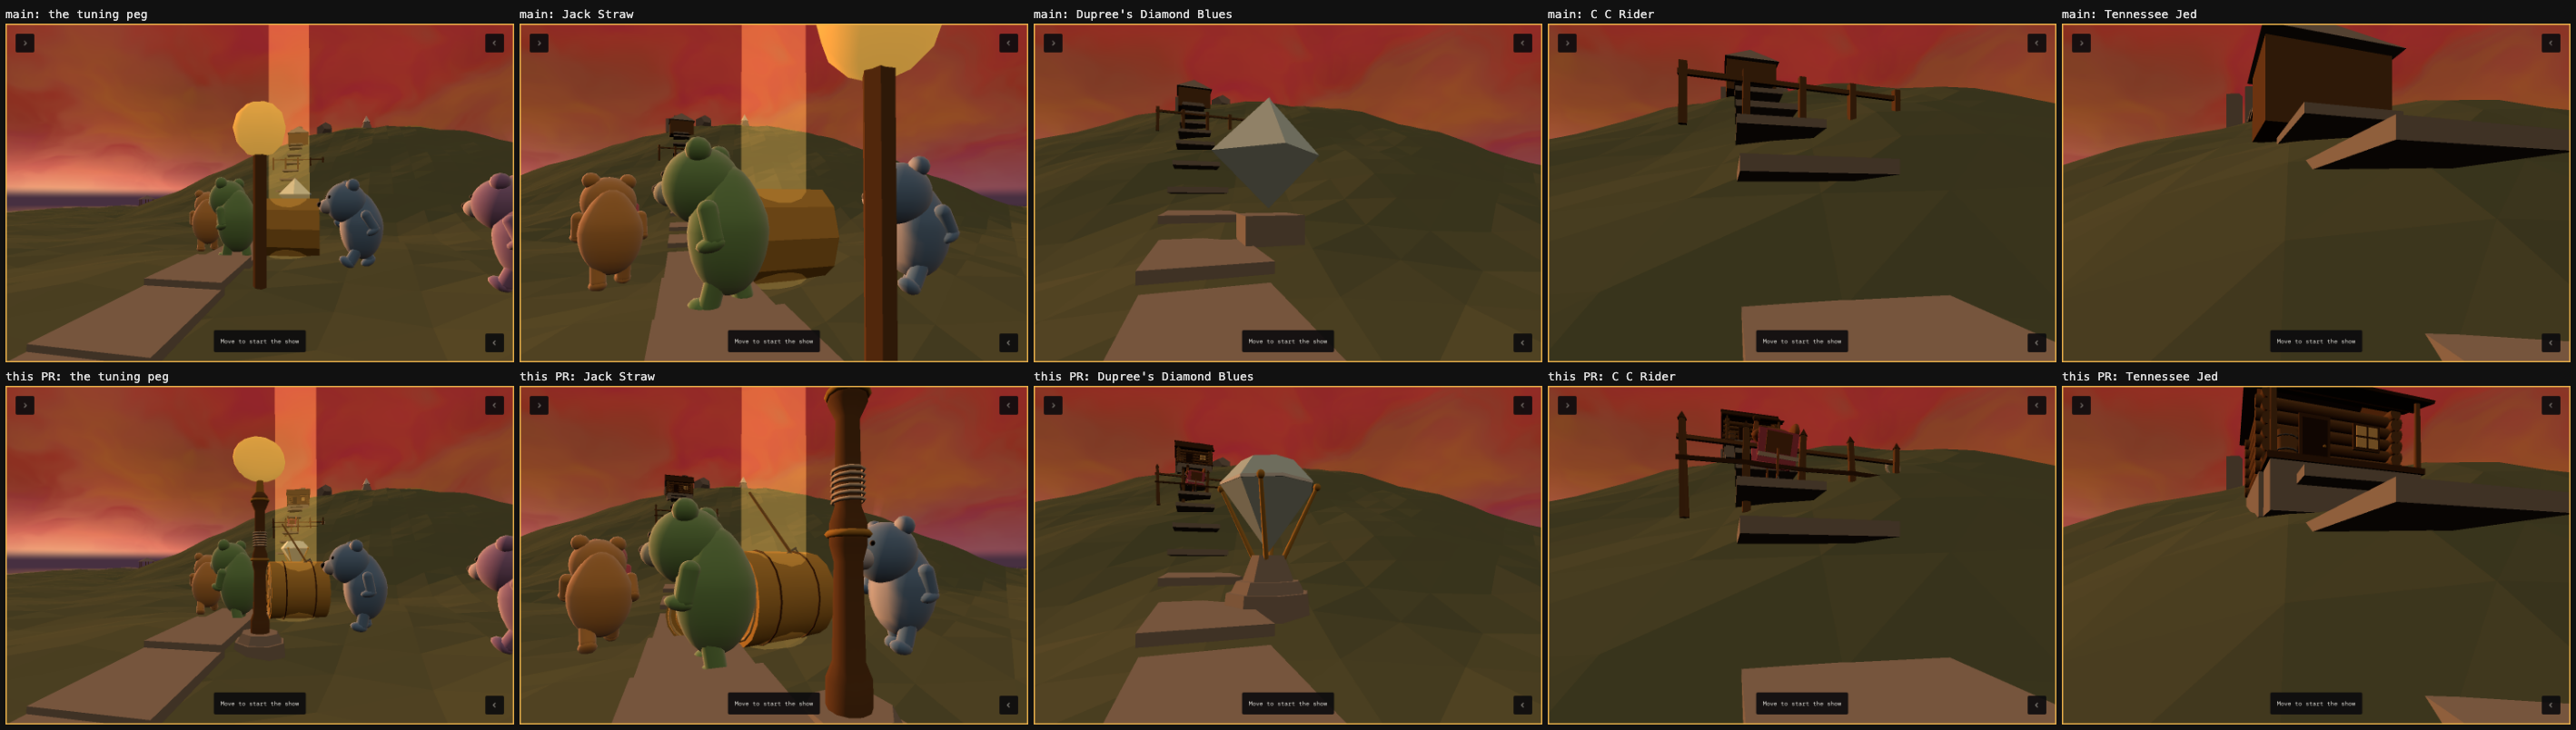 main: the tuning peg
main: Jack Straw
main: Dupree's Diamond Blues
main: C C Rider
main: Tennessee Jed
Move to start the show
Move to start the show
Move to start the show
Move to start the show
Move to start the show
this PR: the tuning peg
this PR: Jack Straw
this PR: Dupree's Diamond Blues
this PR: C C Rider
this PR: Tennessee Jed
Move to start the show
Move to start the show
Move to start the show
Move to start the show
Move to start the show